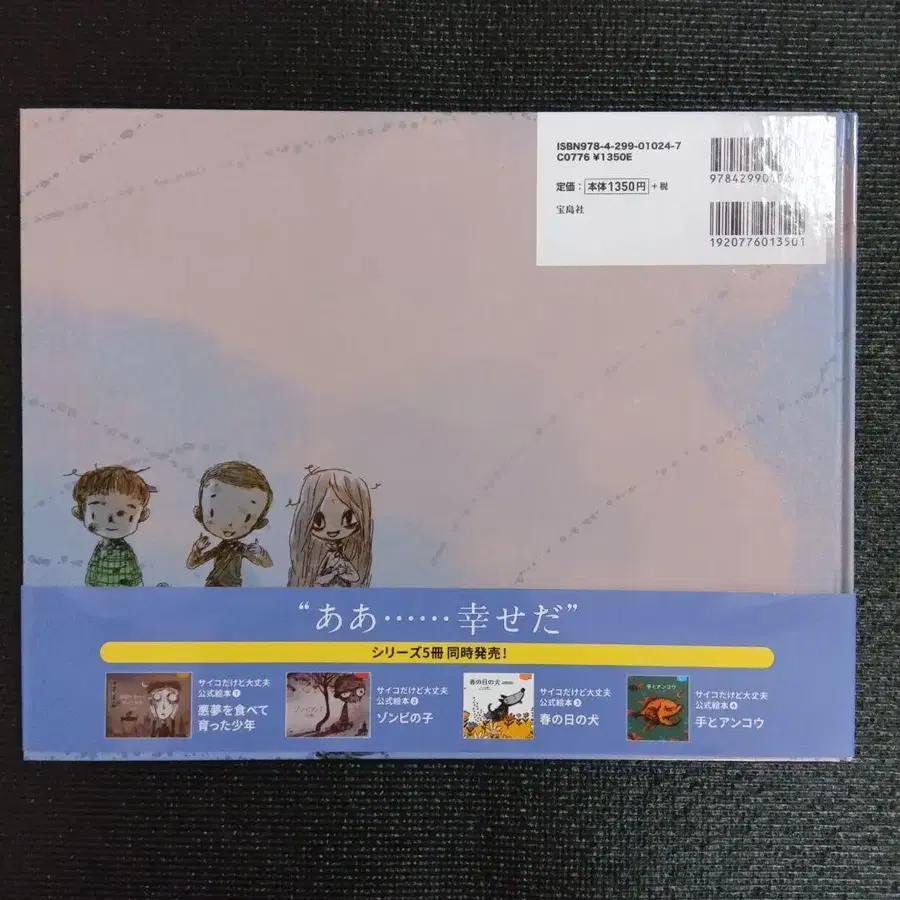 ISBN978-4-299-01024-7
C0776 ¥1350E
定価：本体1350円+税
宝島社
1920776013501
“ああ……幸せだ”
シリーズ5冊 同時発売！
サイコだけど大丈夫
公式絵本①
悪夢を食べて
育った少年
サイコだけど大丈夫
公式絵本②
ゾンビの子
サイコだけど大丈夫
公式絵本③
春の日の犬
春の日の犬
サイコだけど大丈夫
公式絵本④
手とアンコウ
手とアンコウ